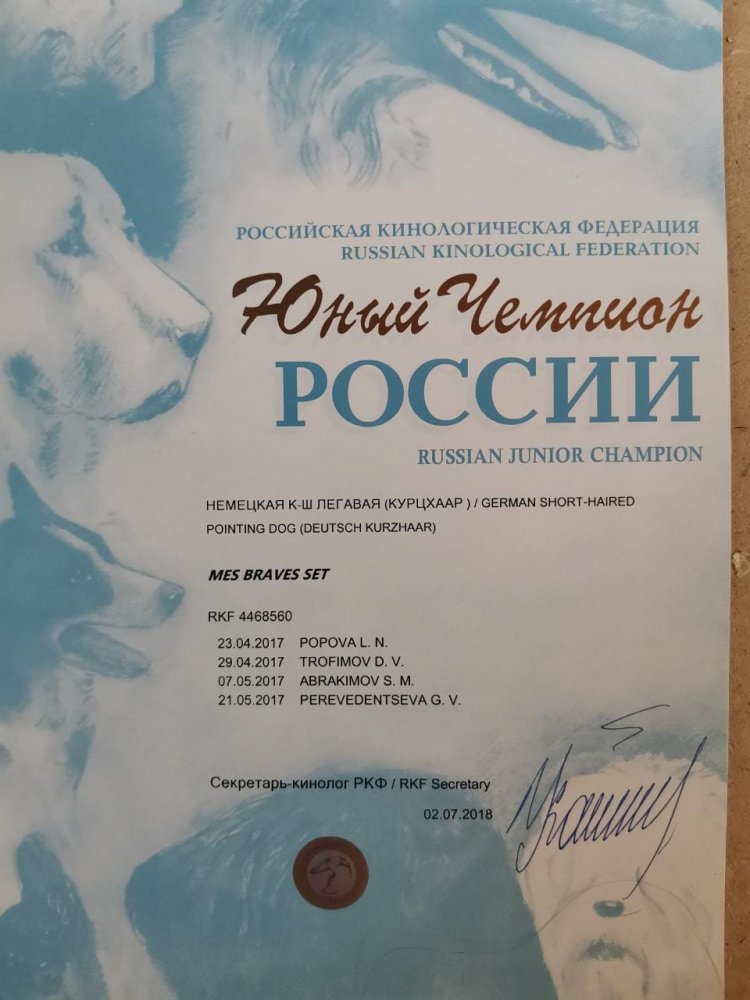 РОССИЙСКАЯ КИНОЛОГИЧЕСКАЯ ФЕДЕРАЦИЯ
RUSSIAN KINOLOGICAL FEDERATION
Юный Чемпион
РОССИИ
RUSSIAN JUNIOR CHAMPION
НЕМЕЦКАЯ К-Ш ЛЕГАВАЯ (КУРЦХААР ) / GERMAN SHORT-HAIRED
POINTING DOG (DEUTSCH KURZHAAR)
MES BRAVES SET
RKF 4468560
23.04.2017 POPOVA L. N.
29.04.2017 TROFIMOV D. V.
07.05.2017 ABRAKIMOV S. M.
21.05.2017 PEREVEDENTSEVA G. V.
Секретарь-кинолог РКФ / RKF Secretary
02.07.2018